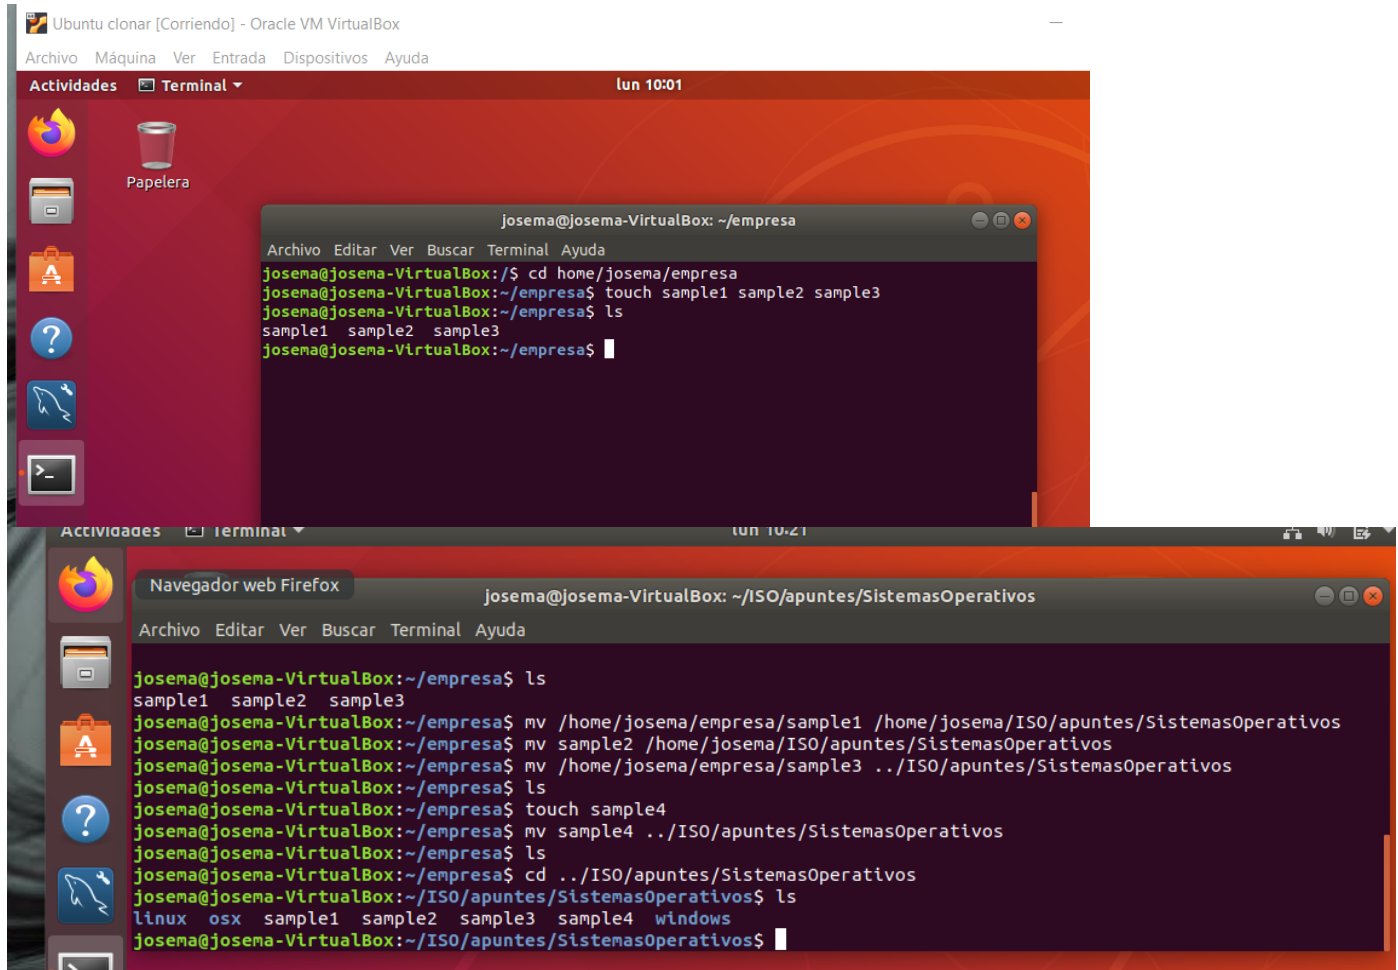 Ubuntu clonar [Corriendo] - Oracle VM VirtualBox
Archivo Máquina Ver Entrada Dispositivos Ayuda
Actividades Terminal lun 10:01
Papelera
josema@josema-VirtualBox: ~/empresa
Archivo Editar Ver Buscar Terminal Ayuda
josema@josema-VirtualBox:/$ cd home/josema/empresa
josema@josema-VirtualBox:~/empresa$ touch sample1 sample2 sample3
josema@josema-VirtualBox:~/empresa$ ls
sample1 sample2 sample3
josema@josema-VirtualBox:~/empresa$
Actividades Terminal lun 10:21
Navegador web Firefox
josema@josema-VirtualBox: ~/ISO/apuntes/SistemasOperativos
Archivo Editar Ver Buscar Terminal Ayuda
josema@josema-VirtualBox:~/empresa$ ls
sample1 sample2 sample3
josema@josema-VirtualBox:~/empresa$ mv /home/josema/empresa/sample1 /home/josema/ISO/apuntes/SistemasOperativos
josema@josema-VirtualBox:~/empresa$ mv sample2 /home/josema/ISO/apuntes/SistemasOperativos
josema@josema-VirtualBox:~/empresa$ mv /home/josema/empresa/sample3 ../ISO/apuntes/SistemasOperativos
josema@josema-VirtualBox:~/empresa$ ls
josema@josema-VirtualBox:~/empresa$ touch sample4
josema@josema-VirtualBox:~/empresa$ mv sample4 ../ISO/apuntes/SistemasOperativos
josema@josema-VirtualBox:~/empresa$ ls
josema@josema-VirtualBox:~/empresa$ cd ../ISO/apuntes/SistemasOperativos
josema@josema-VirtualBox:~/ISO/apuntes/SistemasOperativos$ ls
linux osx sample1 sample2 sample3 sample4 windows
josema@josema-VirtualBox:~/ISO/apuntes/SistemasOperativos$